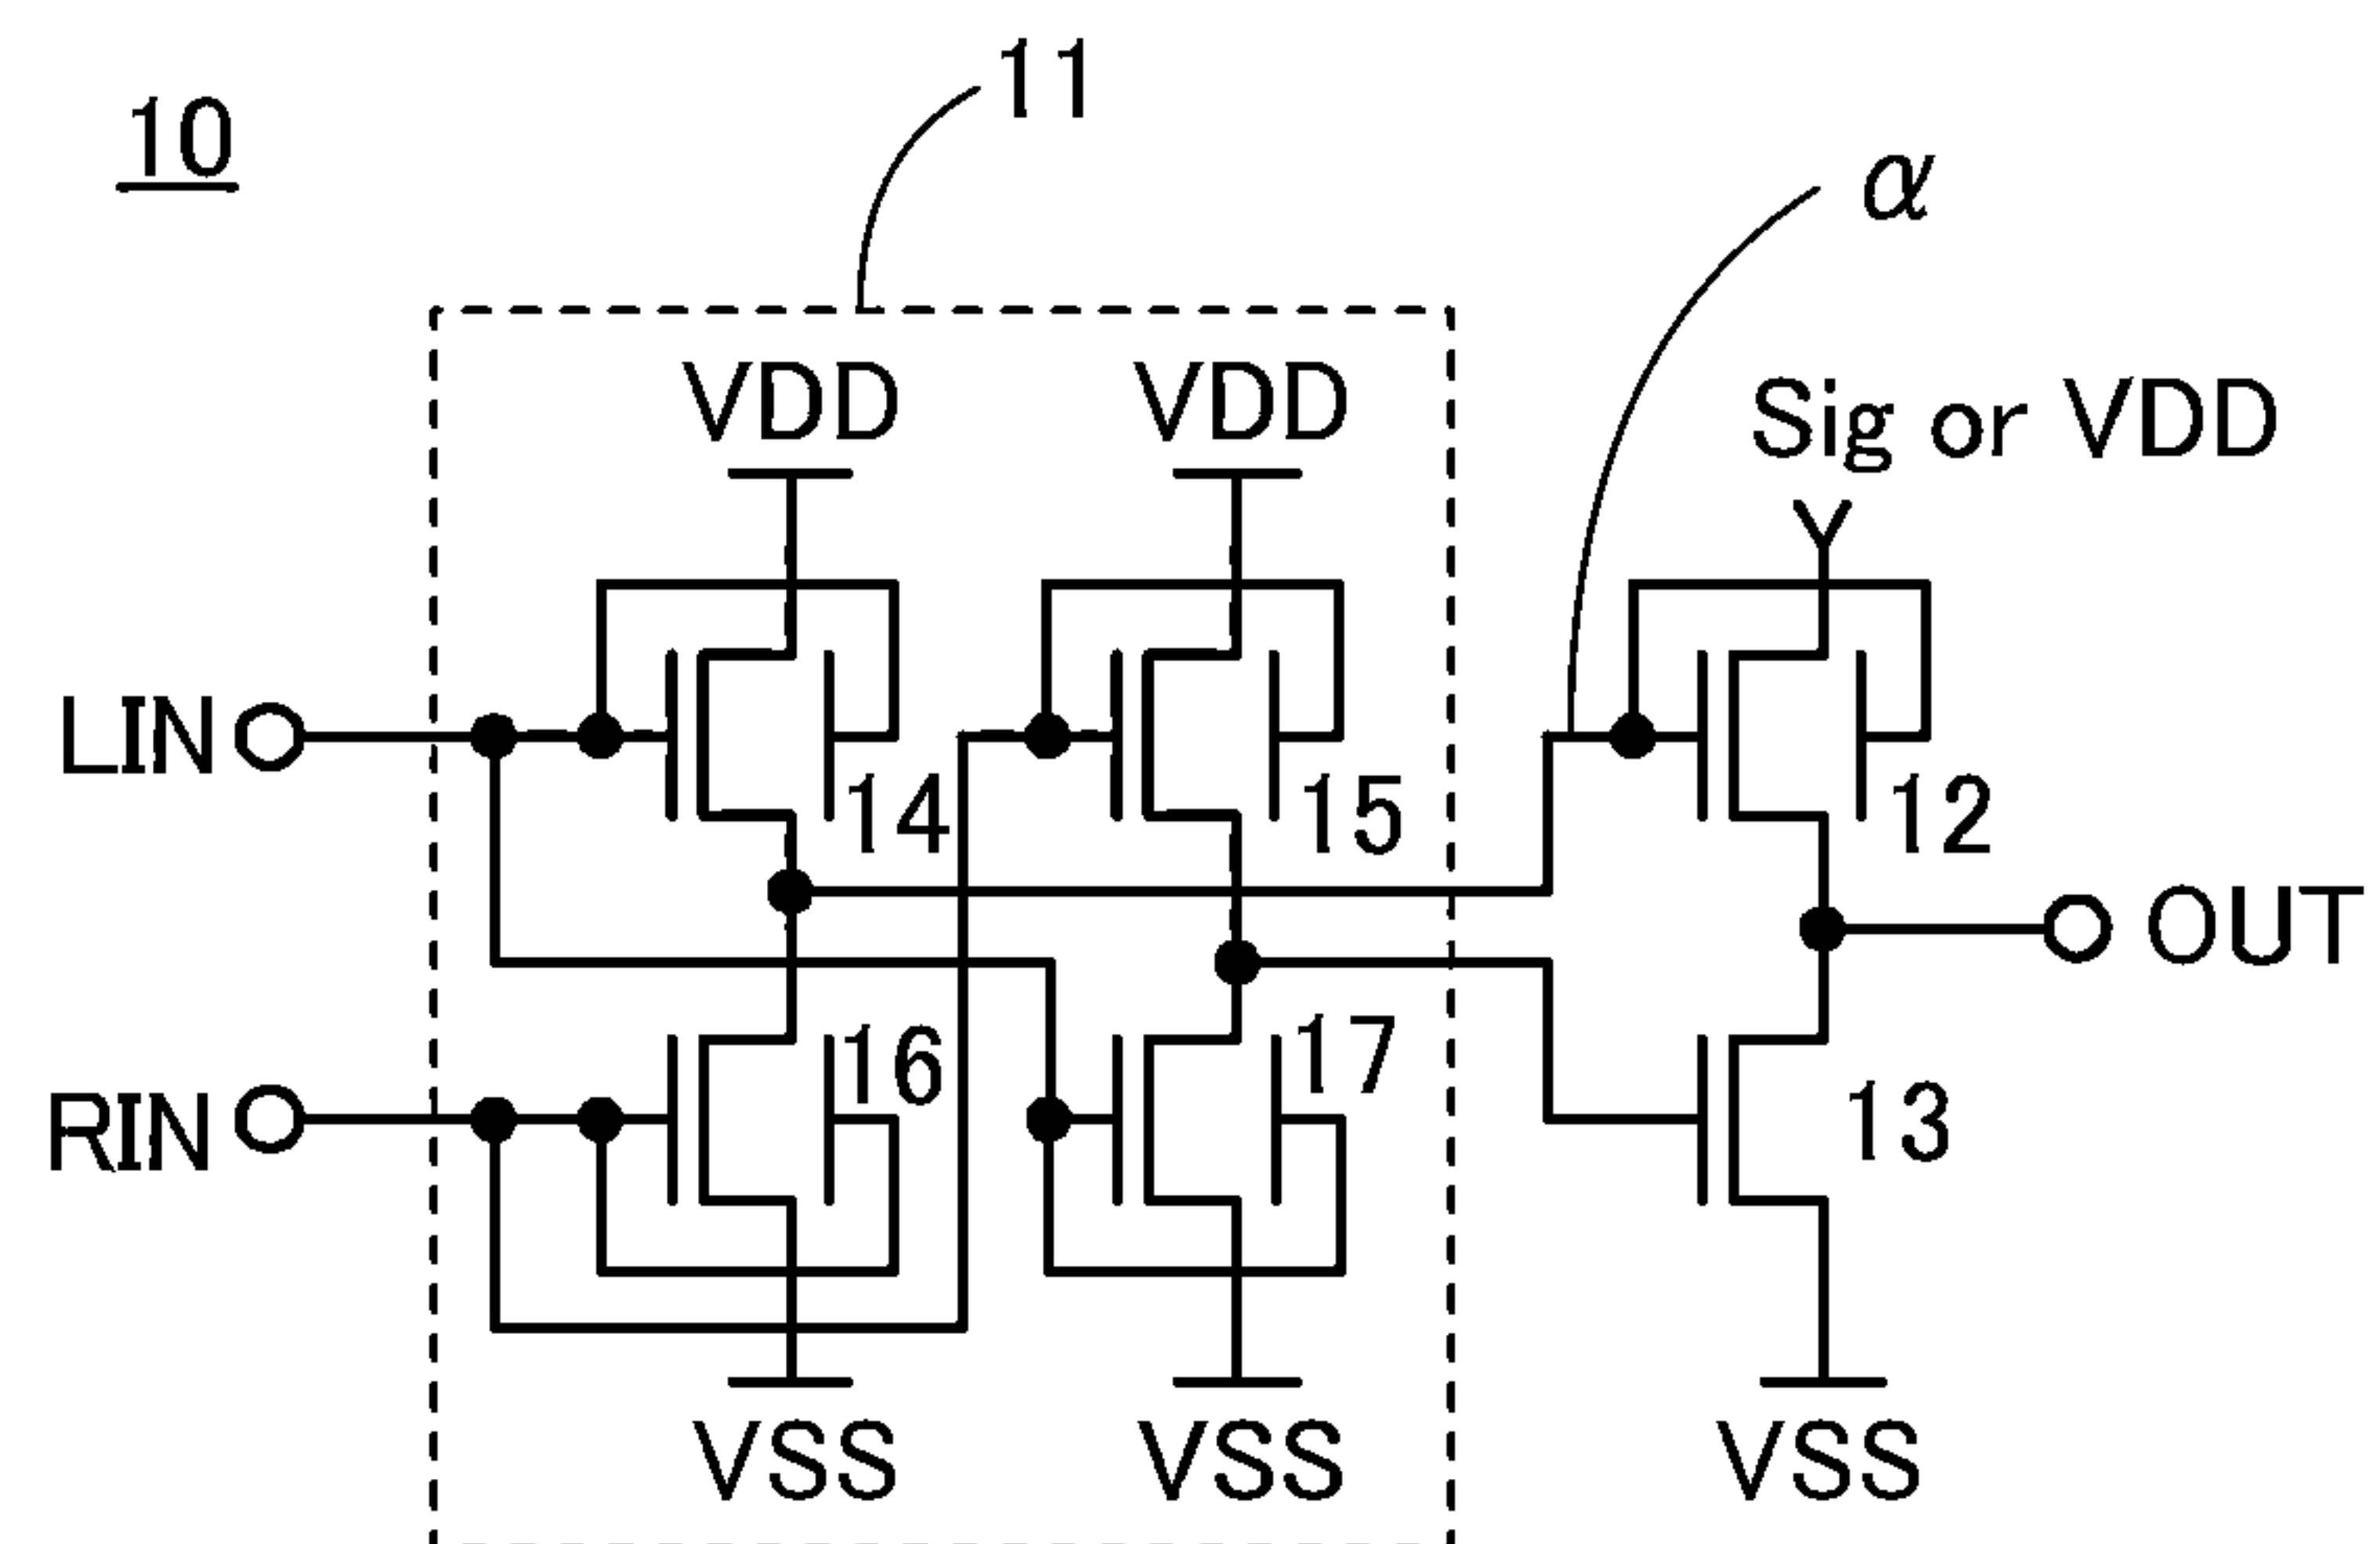 11
10
α
VDD
VDD
Sig or VDD
LIN
14
15
12
OUT
16
17
RIN
13
VSS
VSS
VSS